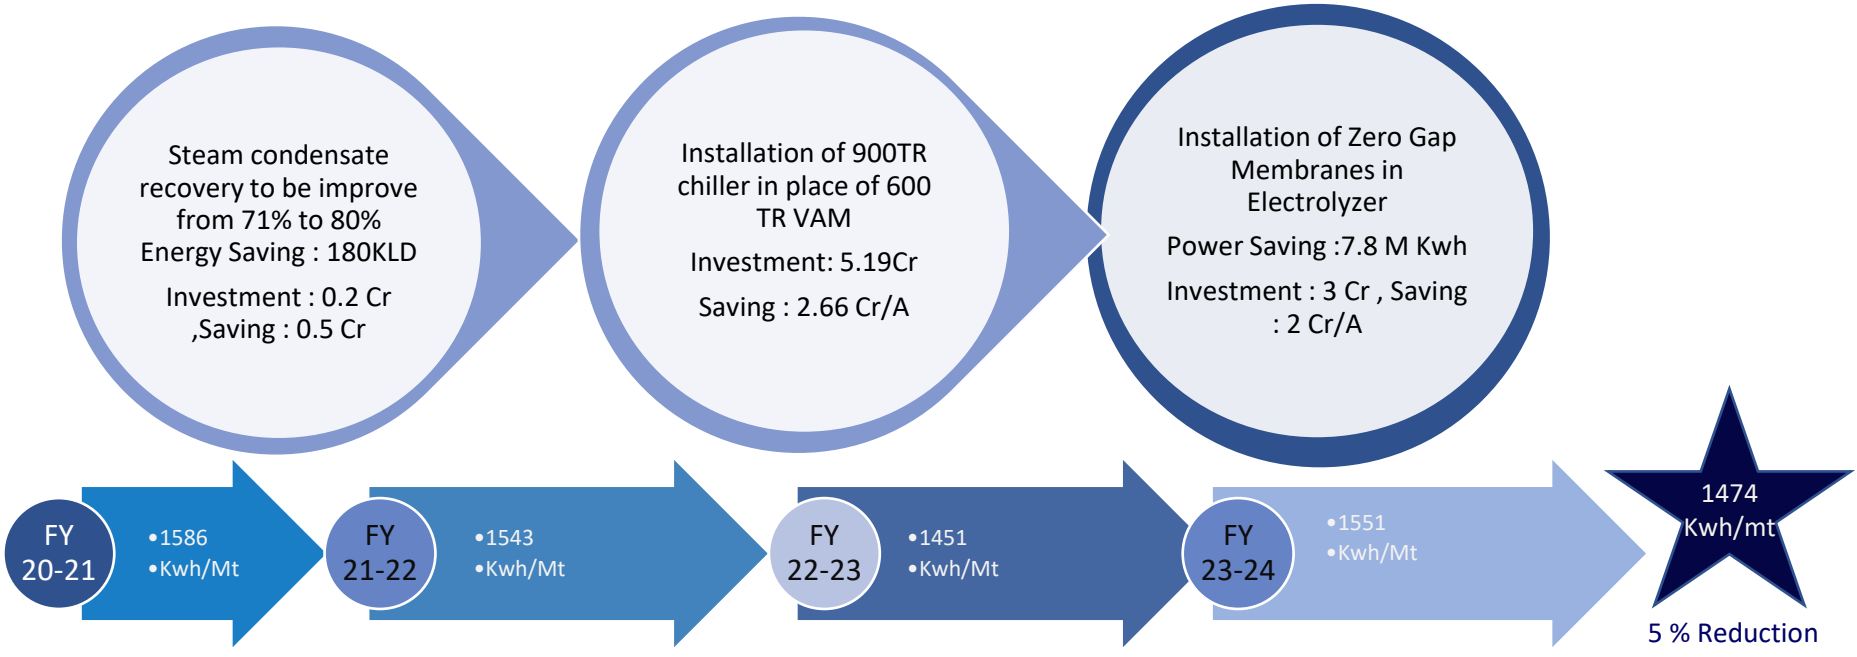 Steam condensate
recovery to be improve
from 71% to 80%
Energy Saving : 180KLD
Investment : 0.2 Cr
,Saving : 0.5 Cr
Installation of 900TR
chiller in place of 600
TR VAM
Investment: 5.19Cr
Saving : 2.66 Cr/A
Installation of Zero Gap
Membranes in
Electrolyzer
Power Saving :7.8 M Kwh
Investment : 3 Cr , Saving
: 2 Cr/A
FY
20-21
•1586
•Kwh/Mt
FY
21-22
•1543
•Kwh/Mt
FY
22-23
•1451
•Kwh/Mt
FY
23-24
•1551
•Kwh/Mt
1474
Kwh/mt
5 % Reduction